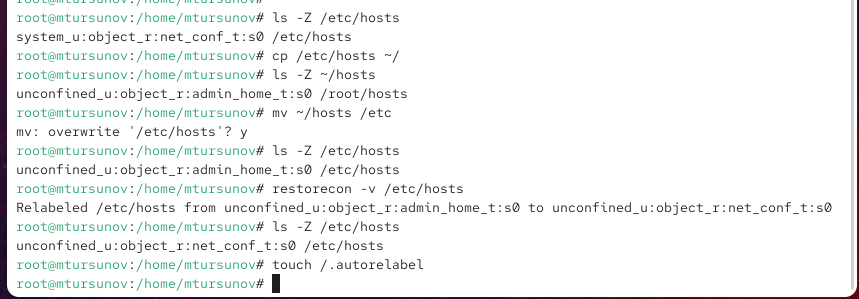 root@mtursunov:/home/mtursunov# ls -Z /etc/hosts
system_u:object_r:net_conf_t:s0 /etc/hosts
root@mtursunov:/home/mtursunov# cp /etc/hosts ~/
root@mtursunov:/home/mtursunov# ls -Z ~/hosts
unconfined_u:object_r:admin_home_t:s0 /root/hosts
root@mtursunov:/home/mtursunov# mv ~/hosts /etc
mv: overwrite '/etc/hosts'? y
root@mtursunov:/home/mtursunov# ls -Z /etc/hosts
unconfined_u:object_r:admin_home_t:s0 /etc/hosts
root@mtursunov:/home/mtursunov# restorecon -v /etc/hosts
Relabeled /etc/hosts from unconfined_u:object_r:admin_home_t:s0 to unconfined_u:object_r:net_conf_t:s0
root@mtursunov:/home/mtursunov# ls -Z /etc/hosts
unconfined_u:object_r:net_conf_t:s0 /etc/hosts
root@mtursunov:/home/mtursunov# touch /.autorelabel
root@mtursunov:/home/mtursunov#